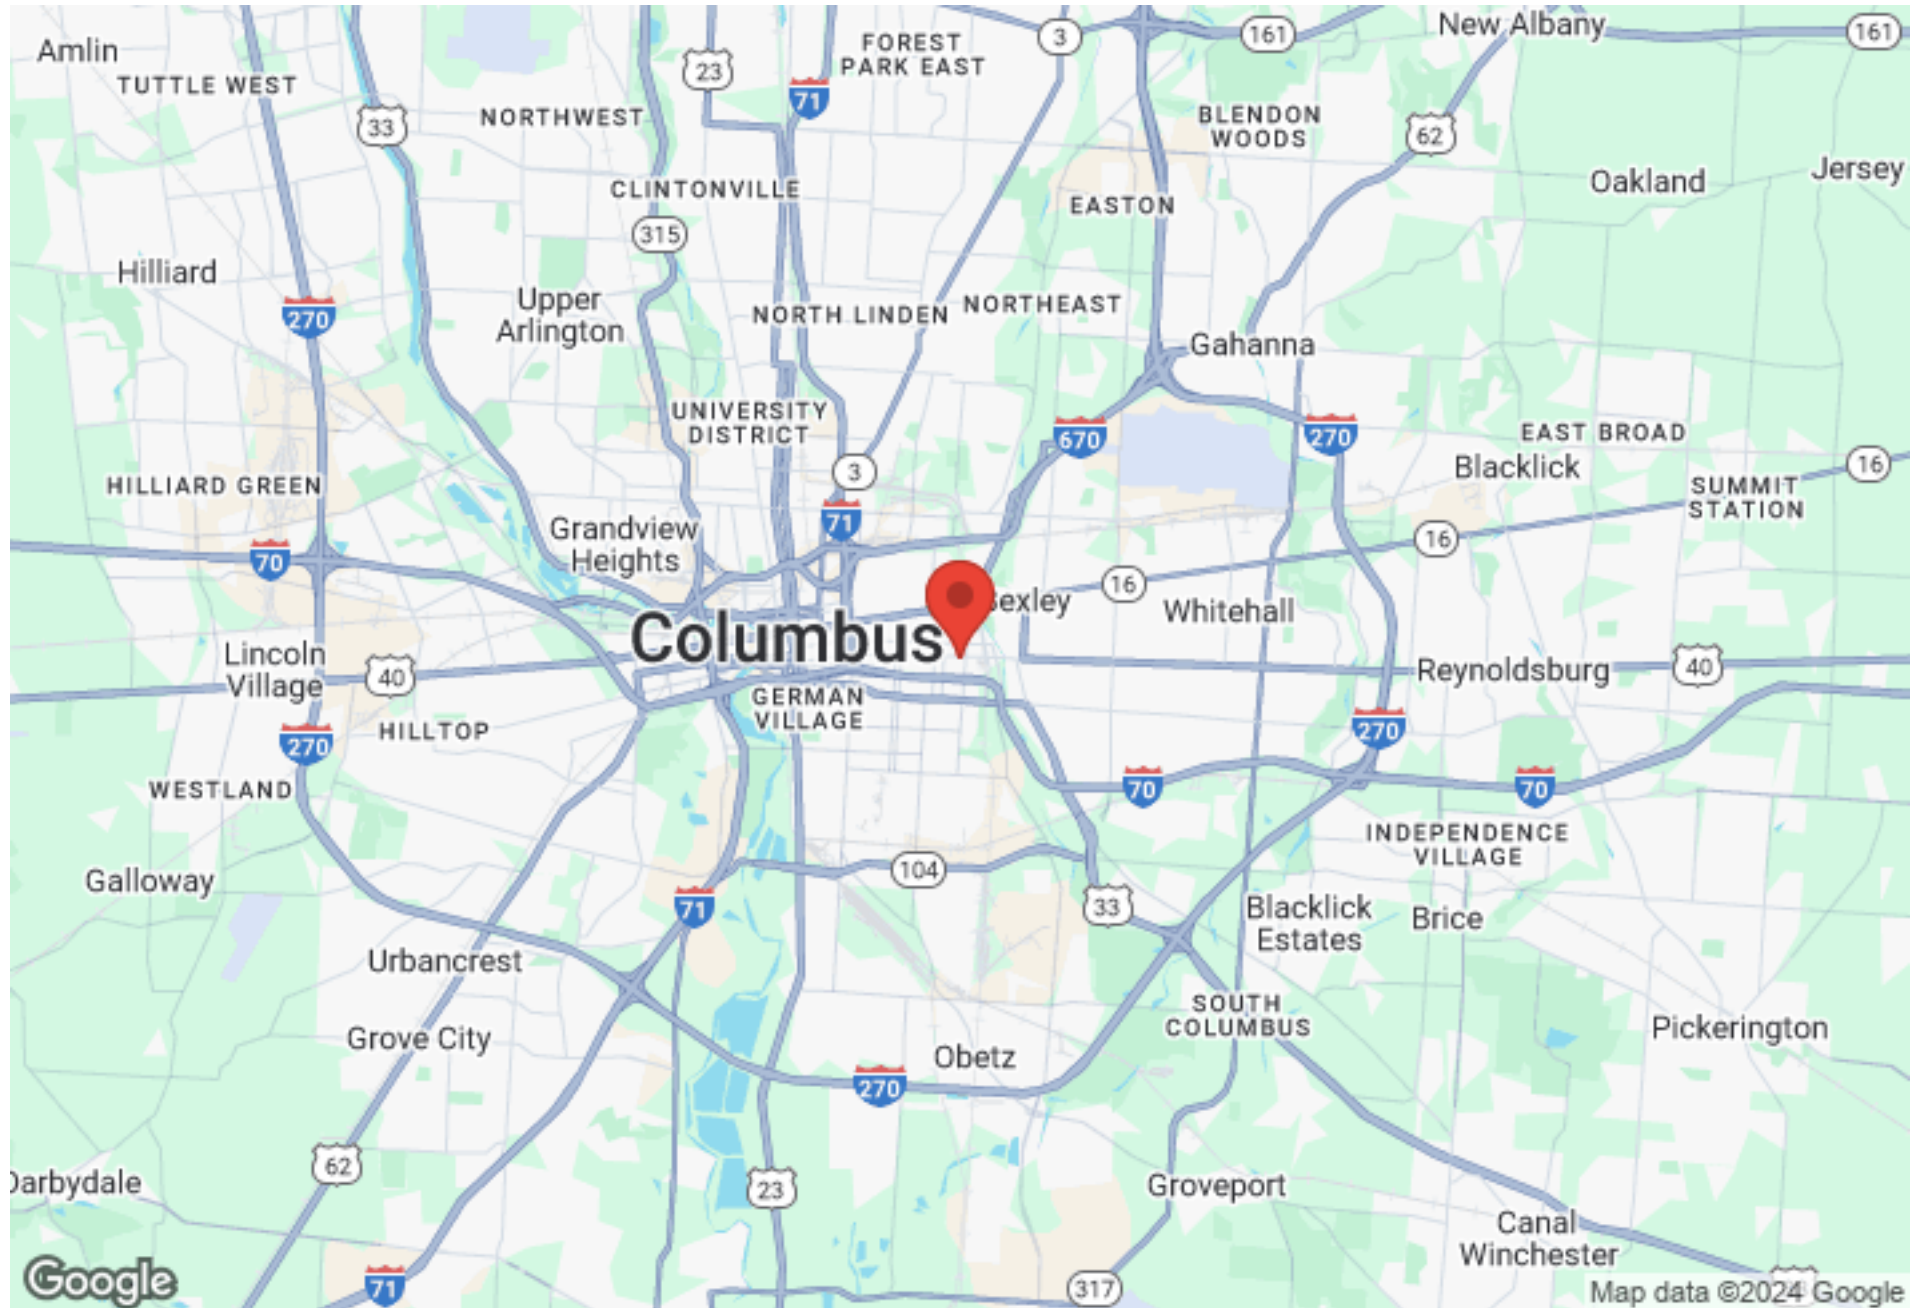 New Albany
161
161
3
Amlin
FOREST
PARK EAST
23
TUTTLE WEST
71
33
NORTHWEST
BLENDON
WOODS
62
Jersey
Oakland
CLINTONVILLE
EASTON
315
Hilliard
270
Upper
Arlington
NORTH LINDEN
NORTHEAST
Gahanna
UNIVERSITY
DISTRICT
670
270
EAST BROAD
Blacklick
16
3
HILLIARD GREEN
SUMMIT
STATION
71
Grandview
Heights
16
70
16
Bexley
Whitehall
Columbus
Lincoln
Village
40
Reynoldsburg
40
GERMAN
VILLAGE
HILLTOP
270
270
WESTLAND
70
70
INDEPENDENCE
VILLAGE
104
Galloway
71
33
Blacklick
Estates
Brice
Urbancrest
SOUTH
COLUMBUS
Pickerington
Grove City
Obetz
270
62
Darbydale
23
Groveport
Canal
Winchester
Google
71
317
Map data ©2024 Google